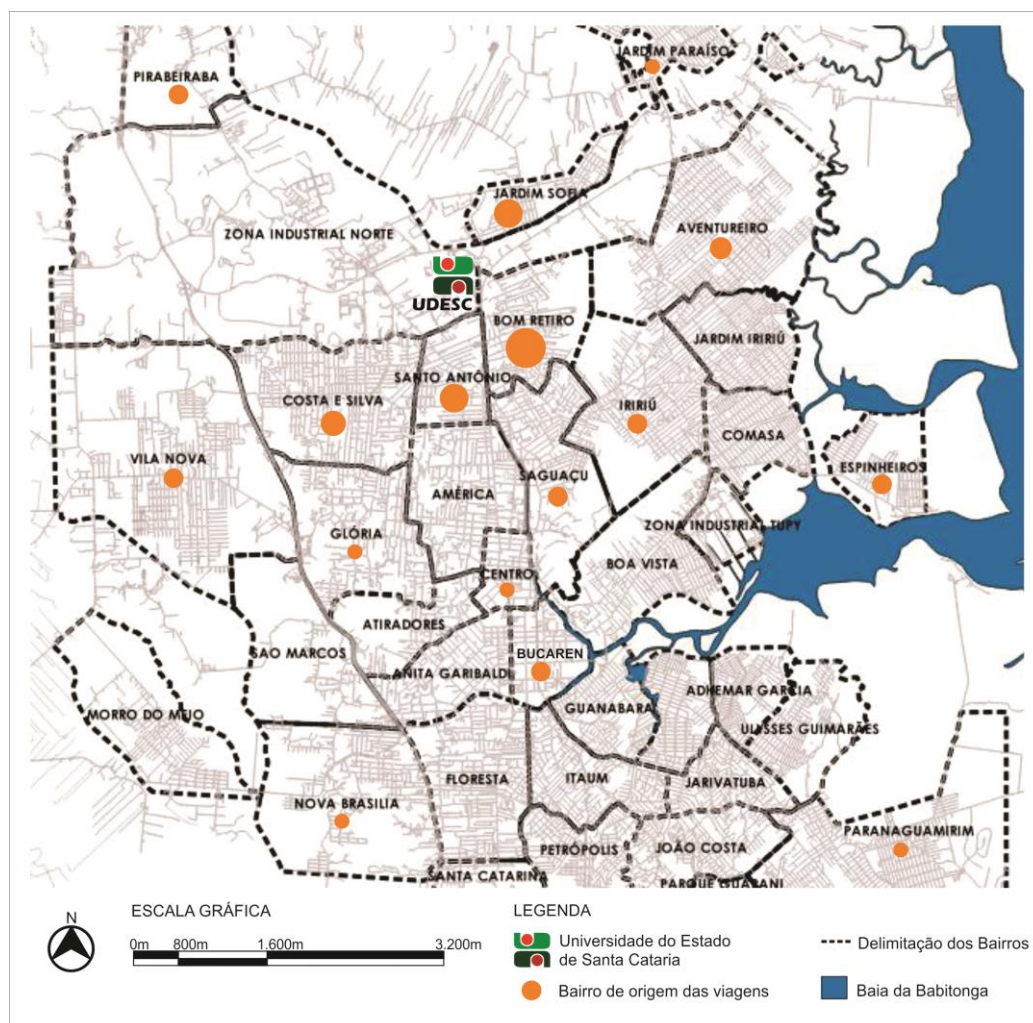 JARDIM PARAÍSO
PIRABEIRABA
JARDIM SOFIA
ZONA INDUSTRIAL NORTE
AVENTUREIRO
UDESC
BOM RETIRO
JARDIM IRIRIÚ
SANTO ANTÔNIO
COSTA E SILVA
IRIRIÚ
COMASA
VILA NOVA
ESPINHEIROS
SAGUAÇU
AMÉRICA
ZONA INDUSTRIAL TUPY
GLÓRIA
BOA VISTA
CENTRO
ATIRADORES
SAO MARCOS
BUCAREN
ANITA GARIBALDI
ADHEMAR GARCIA
GUANABARA
MORRO DO MEIO
ULYSSES GUIMARÃES
FLORESTA
ITAUM
JARIVATUBA
NOVA BRASILIA
PARANAGUAMIRIM
PETRÓPOLIS
JOÃO COSTA
SANTA CATARINA
PARQUE GUARANI
N
ESCALA GRÁFICA
0m 800m 1.600m 3.200m
LEGENDA
Universidade do Estado
de Santa Cataria
Bairro de origem das viagens
Delimitação dos Bairros
Baia da Babitonga